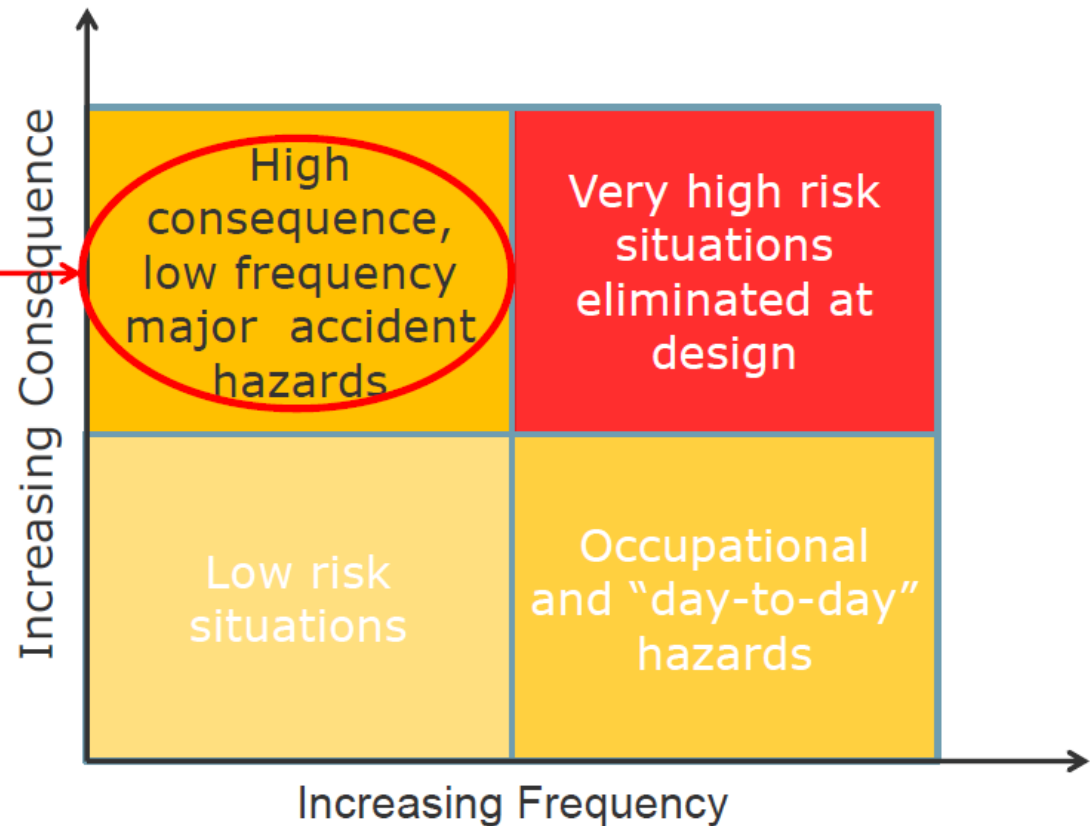 Increasing Consequence
High
consequence,
low frequency
major accident
hazards
Very high risk
situations
eliminated at
design
Low risk
situations
Occupational
and “day-to-day”
hazards
Increasing Frequency